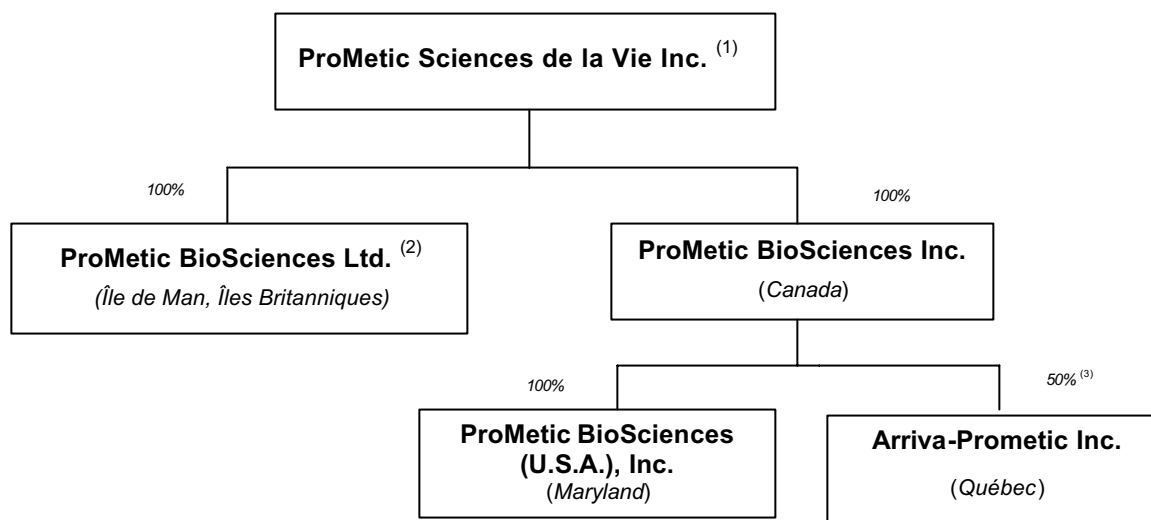 ProMetic Sciences de la Vie Inc. (1)
100%
100%
ProMetic BioSciences Ltd. (2)
(Île de Man, Îles Britanniques)
ProMetic BioSciences Inc.
(Canada)
100%
50% (3)
ProMetic BioSciences
(U.S.A.), Inc.
(Maryland)
Arriva-Prometic Inc.
(Québec)